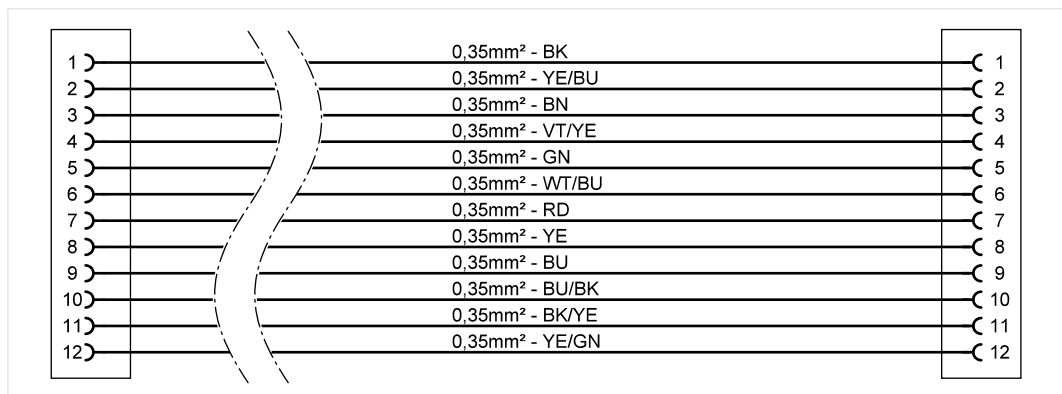 1 0,35mm² - BK 1
2 0,35mm² - YE/BU 2
3 0,35mm² - BN 3
4 0,35mm² - VT/YE 4
5 0,35mm² - GN 5
6 0,35mm² - WT/BU 6
7 0,35mm² - RD 7
8 0,35mm² - YE 8
9 0,35mm² - BU 9
10 0,35mm² - BU/BK 10
11 0,35mm² - BK/YE 11
12 0,35mm² - YE/GN 12